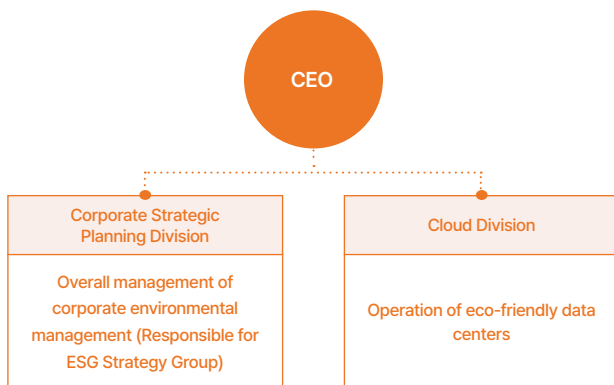 CEO
Corporate Strategic
Planning Division
Overall management of
corporate environmental
management (Responsible for
ESG Strategy Group)
Cloud Division
Operation of eco-friendly data
centers